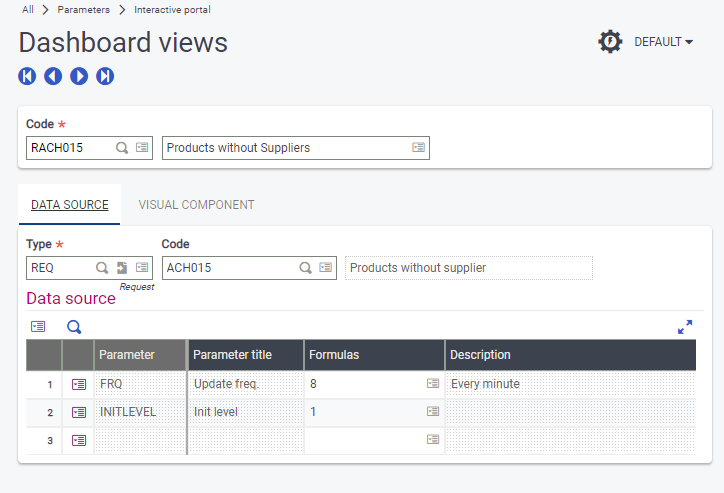 All > Parameters > Interactive portal
Dashboard views
DEFAULT
Code *
RACH015 Products without Suppliers
DATA SOURCE VISUAL COMPONENT
Type * Code
REQ ACH015 Products without supplier
Request
Data source
Parameter Parameter title Formulas Description
1 FRQ Update freq. 8 Every minute
2 INITLEVEL Init level 1
3